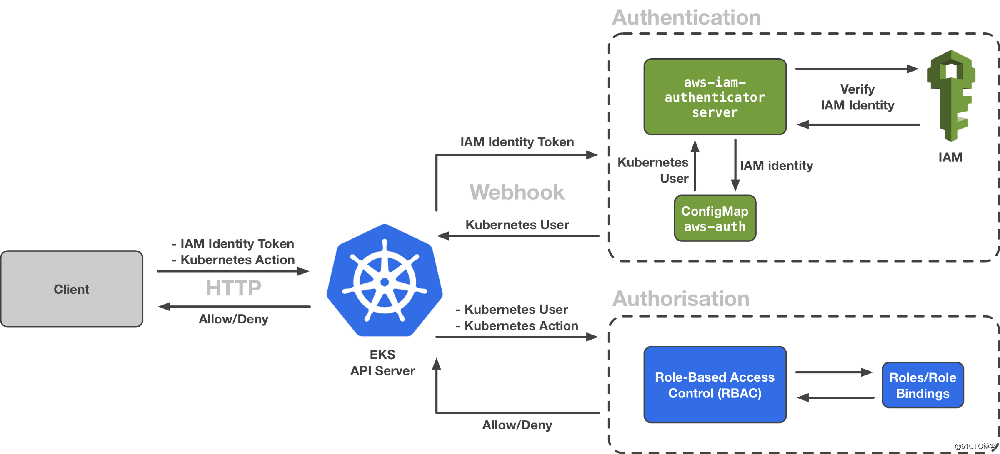 Authentication
aws-iam-
authenticator
server
Verify
IAM Identity
IAM
Kubernetes
User
IAM identity
ConfigMap
aws-auth
IAM Identity Token
Webhook
Kubernetes User
- IAM Identity Token
- Kubernetes Action
HTTP
Allow/Deny
Client
EKS
API Server
- Kubernetes User
- Kubernetes Action
Allow/Deny
Authorisation
Role-Based Access
Control (RBAC)
Roles/Role
Bindings
@51CTO博客